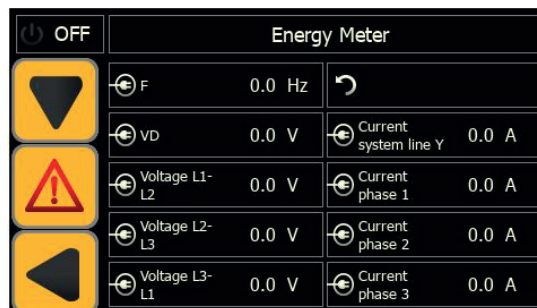 OFF
Energy Meter
F 0.0 Hz
VD 0.0 V
Current
system line Y 0.0 A
Voltage L1-
L2 0.0 V
Current
phase 1 0.0 A
Voltage L2-
L3 0.0 V
Current
phase 2 0.0 A
Voltage L3-
L1 0.0 V
Current
phase 3 0.0 A